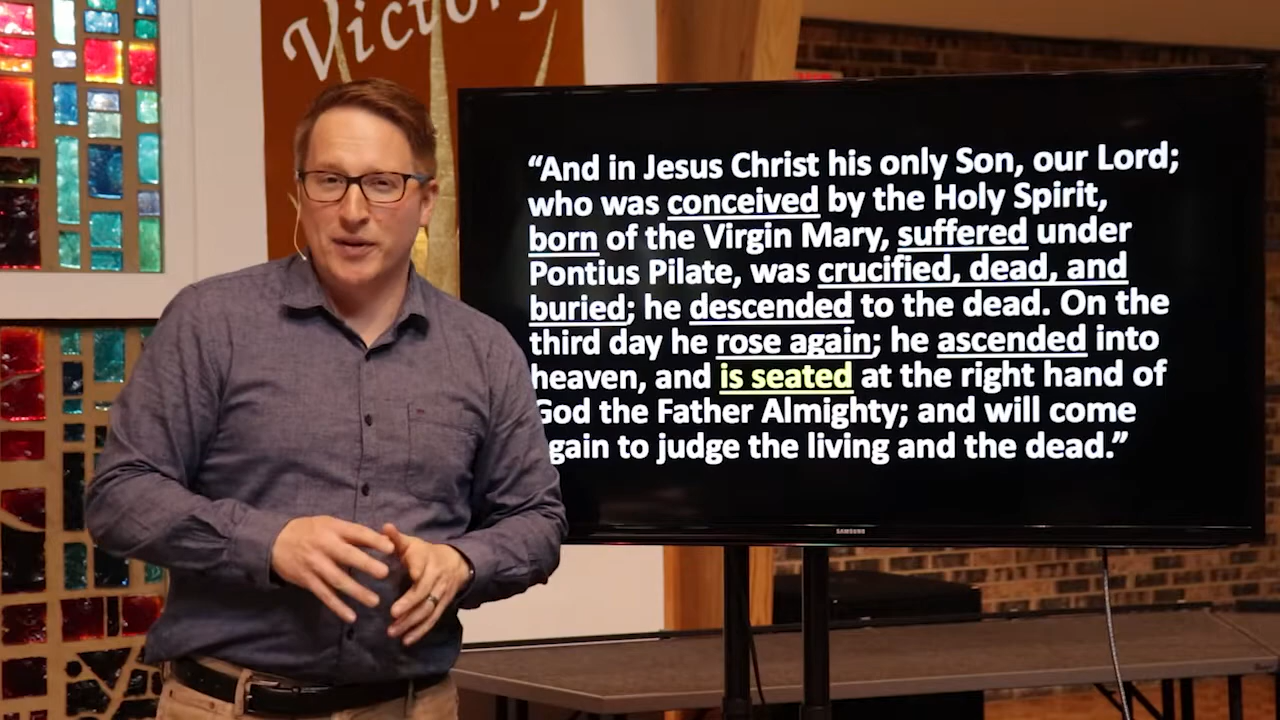 Victory
“And in Jesus Christ his only Son, our Lord;
who was conceived by the Holy Spirit,
born of the Virgin Mary, suffered under
Pontius Pilate, was crucified, dead, and
buried; he descended to the dead. On the
third day he rose again; he ascended into
heaven, and is seated at the right hand of
God the Father Almighty; and will come
again to judge the living and the dead.”
SAMSUNG